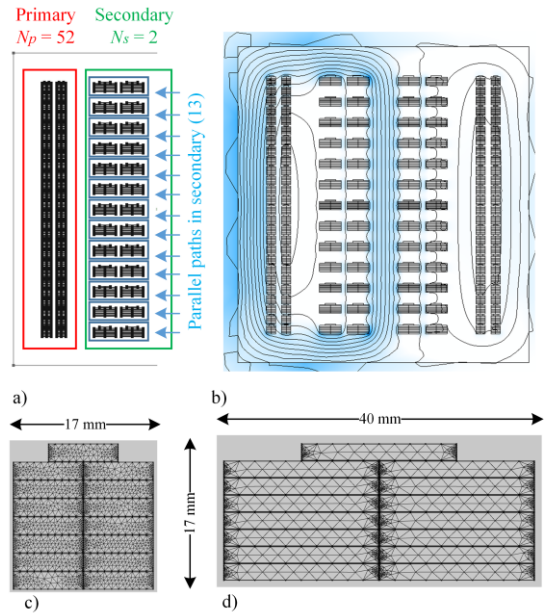 Primary
Np = 52
Secondary
Ns = 2
Parallel paths in secondary (13)
a)
b)
17 mm
40 mm
17 mm
c)
d)